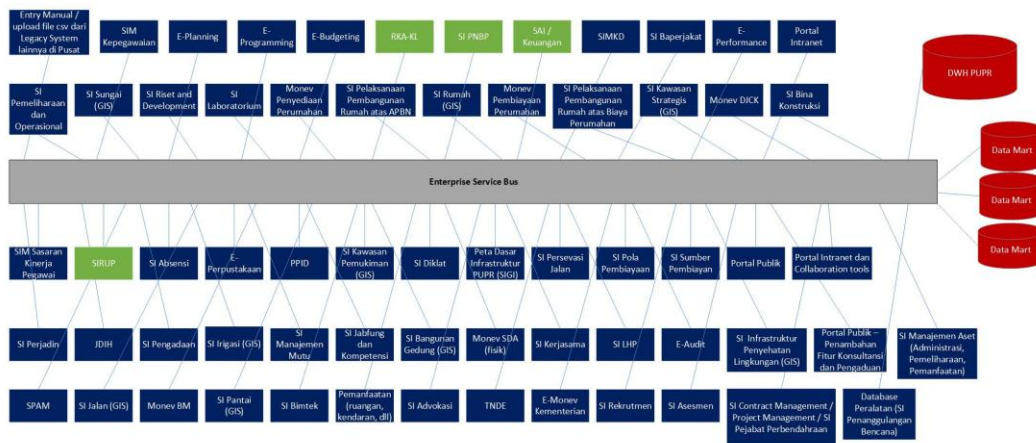 Entry Manual /
upload file csv dari
Legacy System
lainnya di Pusat
SIM
Kepegawaian
E-Planning
E-
Programming
E-Budgeting
RKA-KL
SI PNBP
SAI /
Keuangan
SIMKD
SI Baperjakat
E-
Performance
Portal
Intranet
DWH PUPR
SI
Pemeliharaan
dan
Operasional
SI Sungai
(GIS)
SI Riset and
Development
SI
Laboratorium
Monev
Penyediaan
Perumahan
SI Pelaksanaan
Pembangunan
Rumah atas APBN
SI Rumah
(GIS)
Monev
Pembiayaan
Perumahan
SI Pelaksanaan
Pembangunan
Rumah atas Biaya
Perumahan
SI Kawasan
Strategis
(GIS)
Monev DJCK
SI Bina
Konstruksi
Data Mart
Data Mart
Data Mart
Enterprise Service Bus
SIM Sasaran
Kinerja
Pegawai
SIRUP
SI Absensi
E-
Perpustakaan
PPID
SI Kawasan
Pemukiman
(GIS)
SI Diklat
Peta Dasar
Infrastruktur
PUPR (SIGI)
SI Persevasi
Jalan
SI Pola
Pembiayaan
SI Sumber
Pembiayan
Portal Publik
Portal Intranet dan
Collaboration tools
SI Perjadin
JDIH
SI Pengadaan
SI Irigasi (GIS)
SI
Manajemen
Mutu
SI Jabfung
dan
Kompetensi
SI Bangunan
Gedung (GIS)
Monev SDA
(fisik)
SI Kerjasama
SI LHP
E-Audit
SI Infrastruktur
Penyehatan
Lingkungan (GIS)
Portal Publik –
Penambahan
Fitur Konsultansi
dan Pengaduan
SI Manajemen Aset
(Administrasi,
Pemeliharaan,
Pemanfaatan)
SPAM
SI Jalan (GIS)
Monev BM
SI Pantai
(GIS)
SI Bimtek
Pemanfaatan
(ruangan,
kendaran, dll)
SI Advokasi
TNDE
E-Monev
Kementerian
SI Rekrutmen
SI Asesmen
SI Contract Management /
Project Management / SI
Pejabat Perbendahraan
Database
Peralatan (SI
Penanggulangan
Bencana)